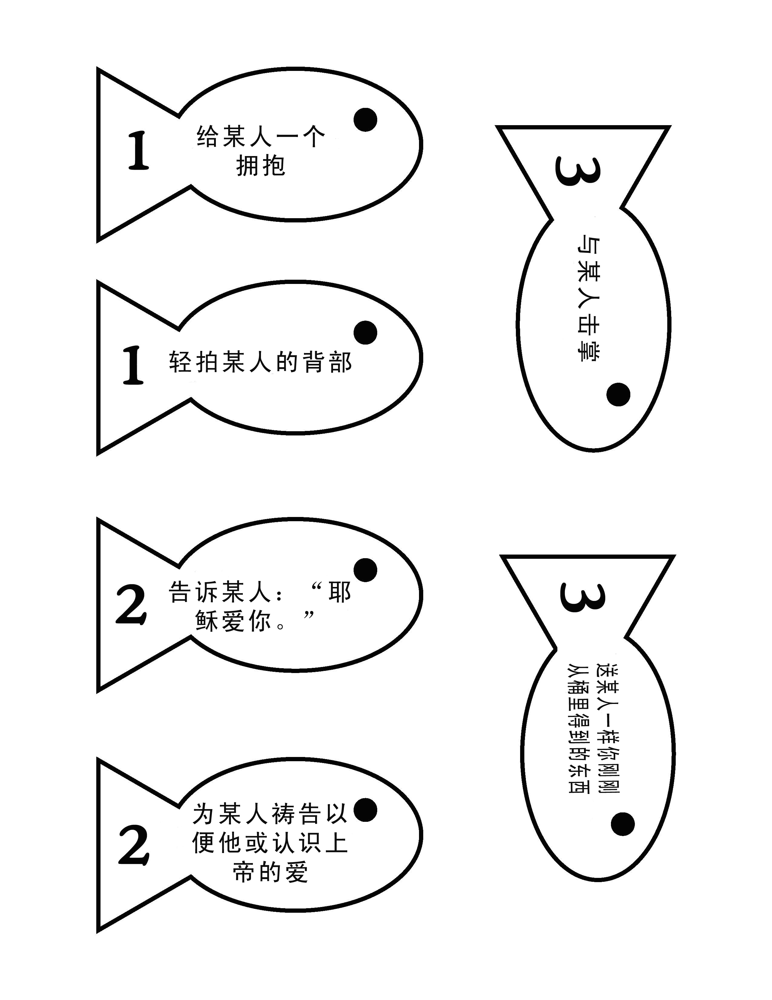 1
给某人一个
拥抱
1
轻拍某人的背部
2
告诉某人：“耶
稣爱你。”
2
为某人祷告以
便他或认识上
帝的爱
3
与某人击掌
3
送某人一样你刚刚
从桶里得到的东西